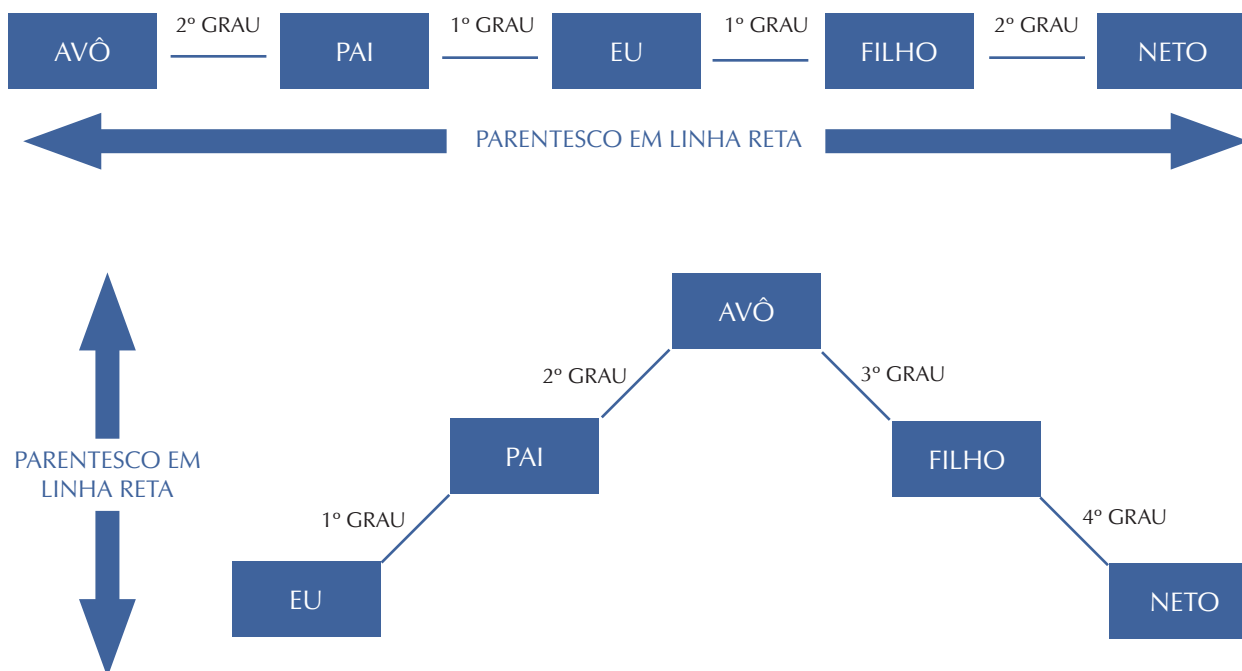 AVÔ 2º GRAU PAI 1º GRAU EU 1º GRAU FILHO 2º GRAU NETO
PARENTESCO EM LINHA RETA
AVÔ
2º GRAU 3º GRAU
PAI FILHO
PARENTESCO EM
LINHA RETA
1º GRAU 4º GRAU
EU NETO